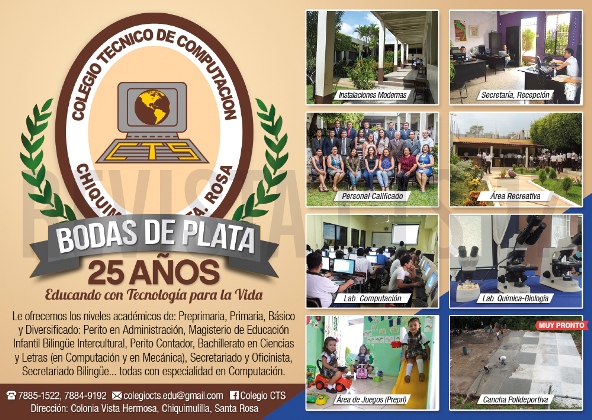 COLEGIO TECNICO DE COMPUTACION
CTS
CHIQUIM STA. ROSA
BODAS DE PLATA
25 AÑOS
Educando con Tecnología para la Vida
Le ofrecemos los niveles académicos de: Preprimaria, Primaria, Básico
y Diversificado: Perito en Administración, Magisterio de Educación
Infantil Bilingüe Intercultural, Perito Contador, Bachillerato en Ciencias
y Letras (en Computación y en Mecánica), Secretariado y Oficinista,
Secretariado Bilingüe... todas con especialidad en Computación.
7885-1522, 7884-9192 colegiocts.edu@gmail.com Colegio CTS
Dirección: Colonia Vista Hermosa, Chiquimulilla, Santa Rosa
Instalaciones Modernas
Secretaría, Recepción
Personal Calificado
Área Recreativa
Lab. Computación
Lab. Química-Biología
Área de Juegos (Prepri)
MUY PRONTO
Cancha Polideportiva